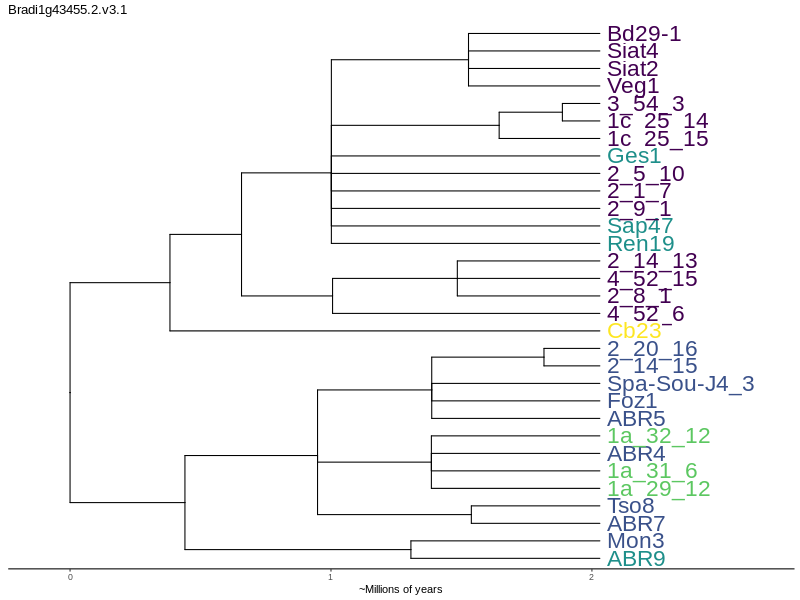 Bradi1g43455.2.v3.1
Bd29-1
Siat4
Siat2
Veg1
3_54_3
1c_25_14
1c_25_15
Ges1
2_5_10
2_1_7
2_9_1
Sap47
Ren19
2_14_13
4_52_15
2_8_1
4_52_6
Cb23
2_20_16
2_14_15
Spa-Sou-J4_3
Foz1
ABR5
1a_32_12
ABR4
1a_31_6
1a_29_12
Tso8
ABR7
Mon3
ABR9
0 1 2
~Millions of years